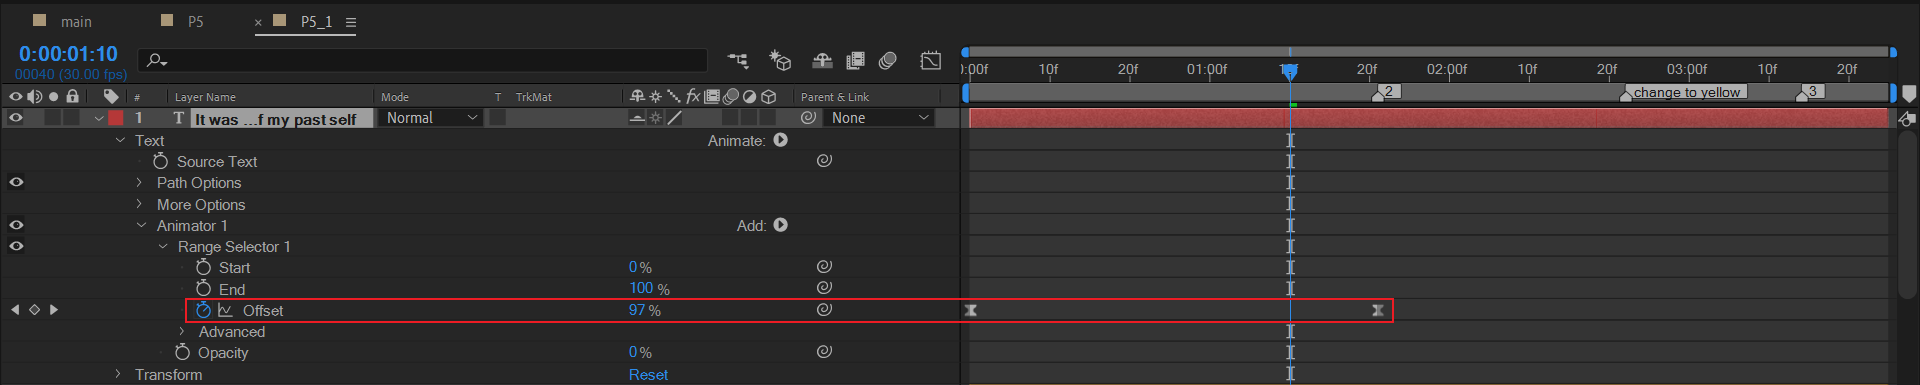 main P5 × P5_1
0:00:01:10
00040 (30.00 fps)
:00f 10f 20f 01:00f 20f 02:00f 10f 20f 03:00f 10f 20f
2 change to yellow 3
# Layer Name Mode T TrkMat fx Parent & Link
1 T It was ...f my past self Normal None
Text Animate:
Source Text
Path Options
More Options
Animator 1 Add:
Range Selector 1
Start 0%
End 100 %
Offset 97 %
Advanced
Opacity 0%
Transform Reset